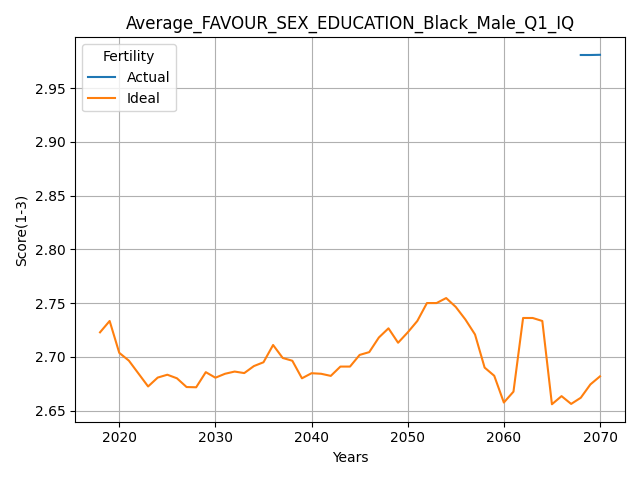 Average_FAVOUR_SEX_EDUCATION_Black_Male_Q1_IQ
Fertility
Actual
Ideal
2.95
2.90
2.85
2.80
2.75
2.70
2.65
Score(1-3)
2020 2030 2040 2050 2060 2070
Years